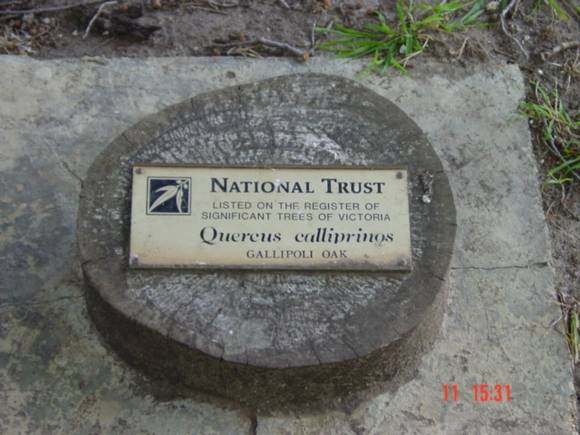 NATIONAL TRUST
LISTED ON THE REGISTER OF
SIGNIFICANT TREES OF VICTORIA
Quercus calliprinos
GALLIPOLI OAK
11 15:31